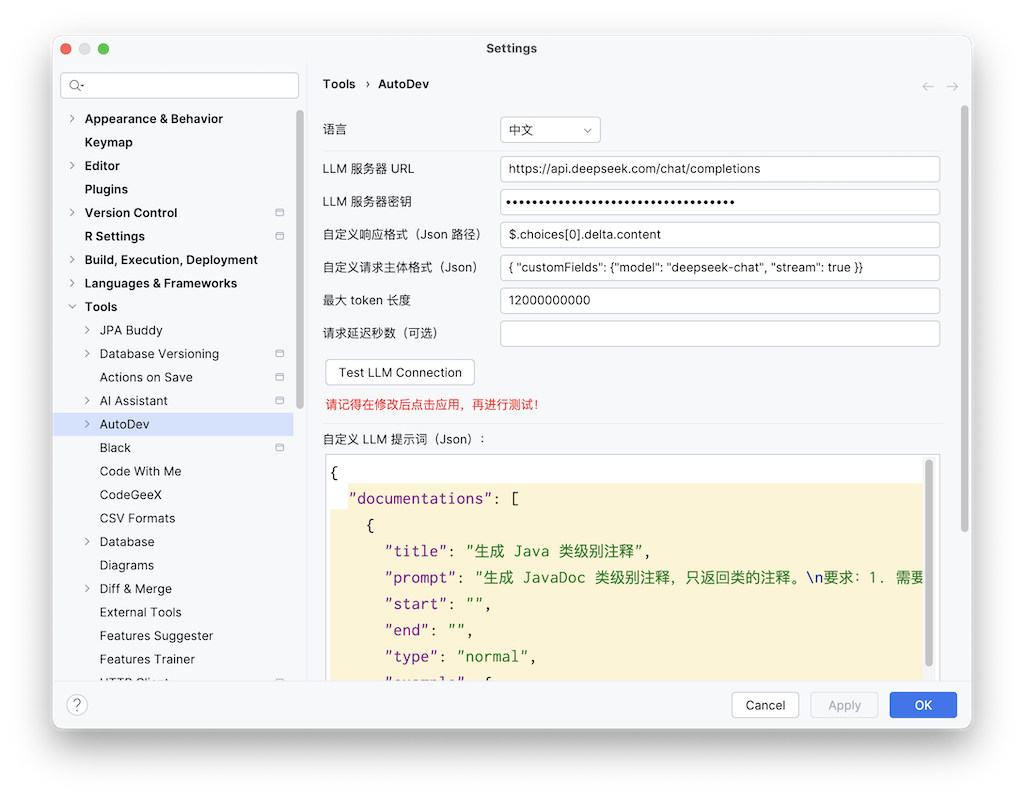 Settings
Appearance & Behavior
Keymap
Editor
Plugins
Version Control
R Settings
Build, Execution, Deployment
Languages & Frameworks
Tools
JPA Buddy
Database Versioning
Actions on Save
AI Assistant
AutoDev
Black
Code With Me
CodeGeeX
CSV Formats
Database
Diagrams
Diff & Merge
External Tools
Features Suggester
Features Trainer
HTTP Client
Tools › AutoDev
语言 中文
LLM 服务器 URL https://api.deepseek.com/chat/completions
LLM 服务器密钥 •••••••••••••••••••••••••••••••••••
自定义响应格式（Json 路径） $.choices[0].delta.content
自定义请求主体格式（Json） { "customFields": {"model": "deepseek-chat", "stream": true }}
最大 token 长度 12000000000
请求延迟秒数（可选）
Test LLM Connection
请记得在修改后点击应用，再进行测试！
自定义 LLM 提示词（Json）：
{
"documentations": [
{
"title": "生成 Java 类级别注释",
"prompt": "生成 JavaDoc 类级别注释，只返回类的注释。\n要求：1. 需要
"start": "",
"end": "",
"type": "normal",
"example": {
? Cancel Apply OK